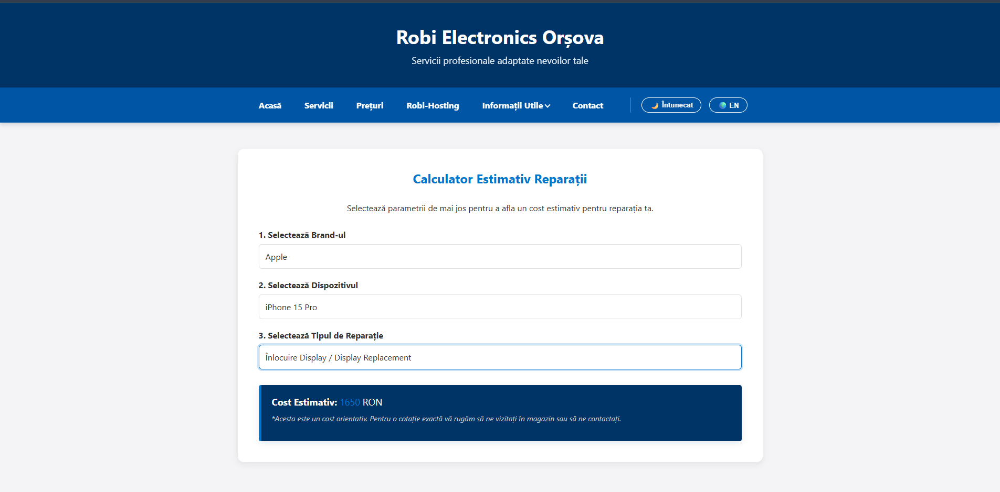 Robi Electronics Orșova
Servicii profesionale adaptate nevoilor tale
Acasă Servicii Prețuri Robi-Hosting Informații Utile Contact Întunecat EN
Calculator Estimativ Reparații
Selectează parametrii de mai jos pentru a afla un cost estimativ pentru reparația ta.
1. Selectează Brand-ul
Apple
2. Selectează Dispozitivul
iPhone 15 Pro
3. Selectează Tipul de Reparație
Înlocuire Display / Display Replacement
Cost Estimativ: 1650 RON
*Acesta este un cost orientativ. Pentru o cotație exactă vă rugăm să ne vizitați în magazin sau să ne contactați.